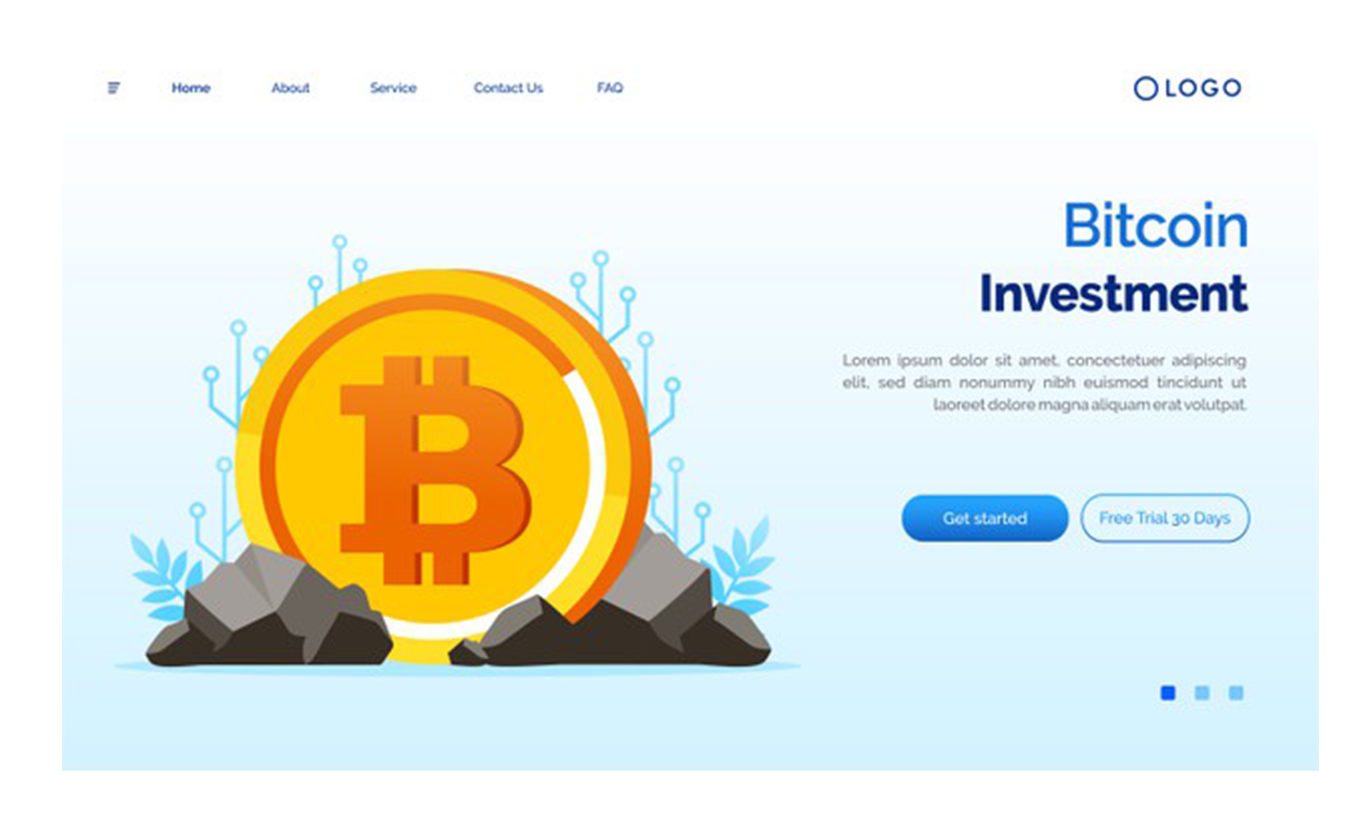 Home About Service Contact Us FAQ LOGO
Bitcoin
Investment
Lorem ipsum dolor sit amet, concectetuer adipiscing
elit, sed diam nonummy nibh euismod tincidunt ut
laoreet dolore magna aliquam erat volutpat.
Get started Free Trial 30 Days